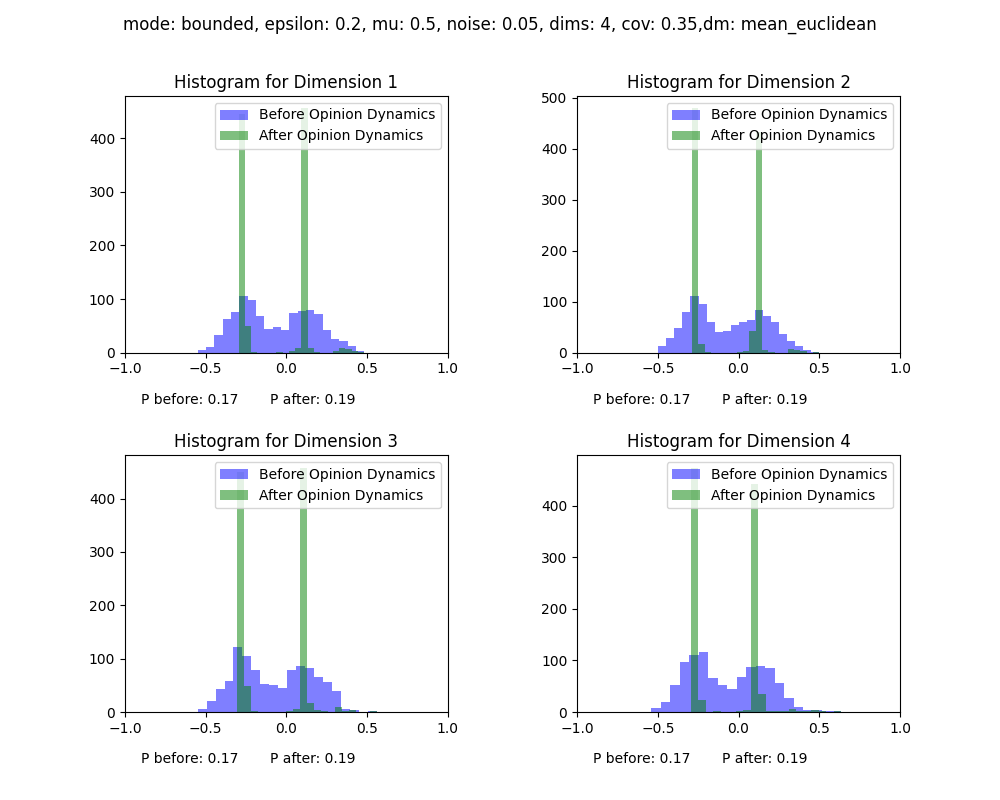 mode: bounded, epsilon: 0.2, mu: 0.5, noise: 0.05, dims: 4, cov: 0.35,dm: mean_euclidean
Histogram for Dimension 1
Before Opinion Dynamics
After Opinion Dynamics
400
300
200
100
0
−1.0 −0.5 0.0 0.5 1.0
P before: 0.17 P after: 0.19
Histogram for Dimension 2
Before Opinion Dynamics
After Opinion Dynamics
500
400
300
200
100
0
−1.0 −0.5 0.0 0.5 1.0
P before: 0.17 P after: 0.19
Histogram for Dimension 3
Before Opinion Dynamics
After Opinion Dynamics
400
300
200
100
0
−1.0 −0.5 0.0 0.5 1.0
P before: 0.17 P after: 0.19
Histogram for Dimension 4
Before Opinion Dynamics
After Opinion Dynamics
400
300
200
100
0
−1.0 −0.5 0.0 0.5 1.0
P before: 0.17 P after: 0.19